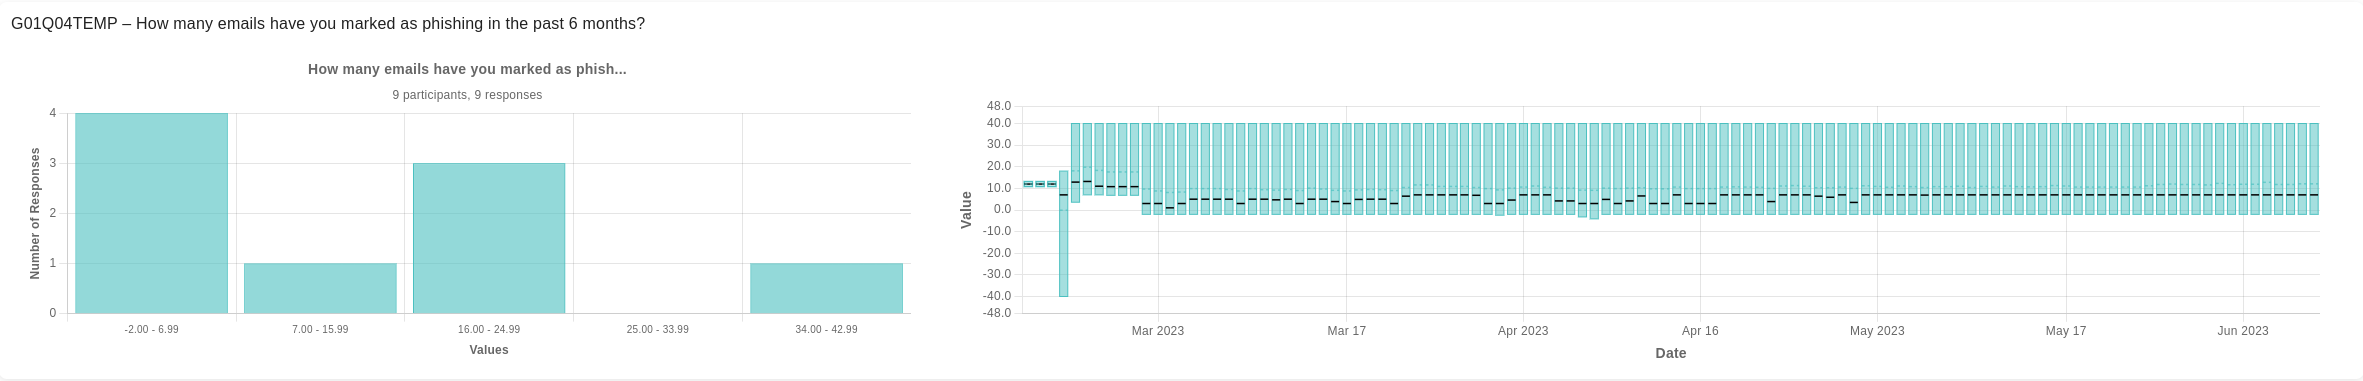 G01Q04TEMP – How many emails have you marked as phishing in the past 6 months?
How many emails have you marked as phish...
9 participants, 9 responses
Number of Responses
4
3
2
1
0
-2.00 - 6.99
7.00 - 15.99
16.00 - 24.99
25.00 - 33.99
34.00 - 42.99
Values
Value
48.0
40.0
30.0
20.0
10.0
0.0
-10.0
-20.0
-30.0
-40.0
-48.0
Mar 2023
Mar 17
Apr 2023
Apr 16
May 2023
May 17
Jun 2023
Date